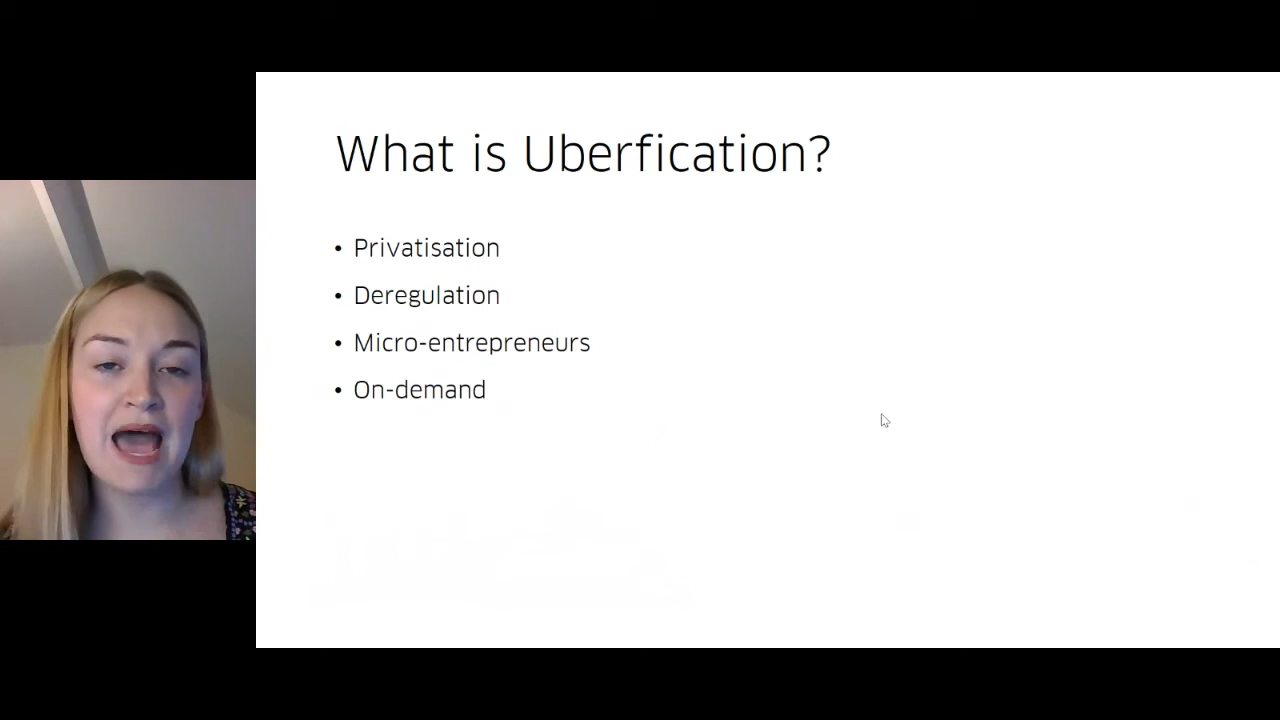 What is Uberfication?
• Privatisation
• Deregulation
• Micro-entrepreneurs
• On-demand